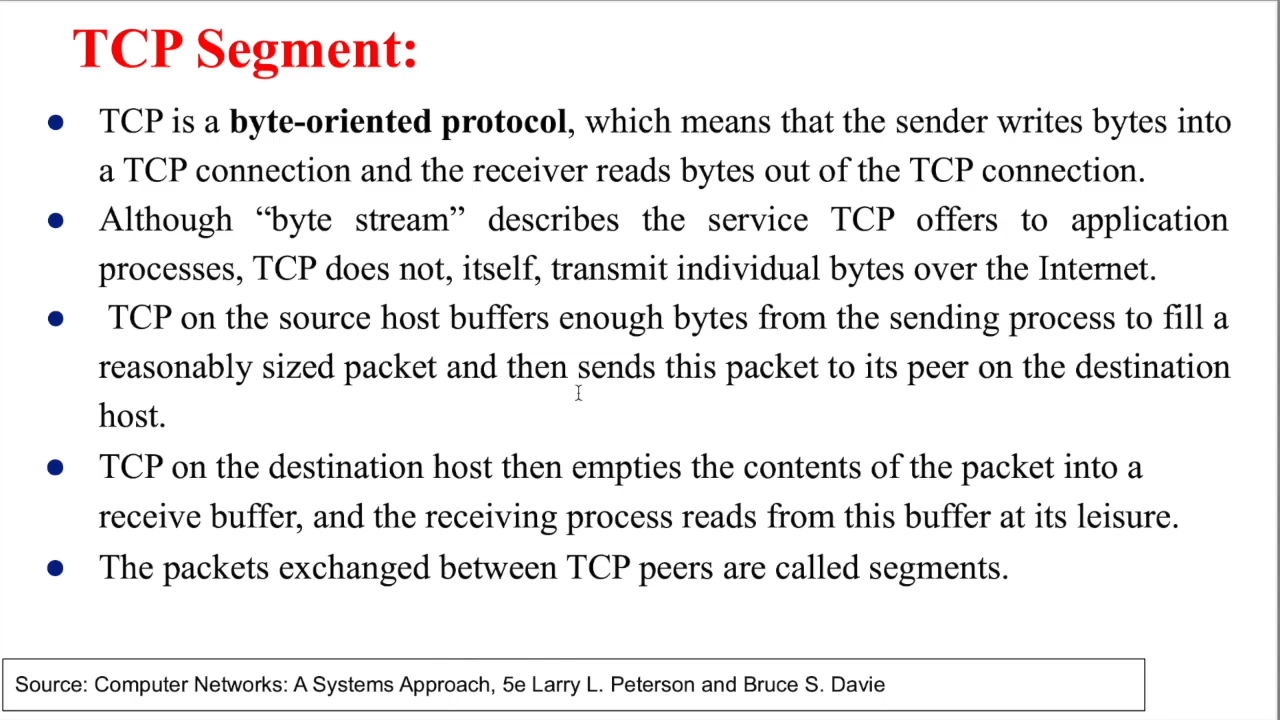 TCP Segment:
● TCP is a byte-oriented protocol, which means that the sender writes bytes into
a TCP connection and the receiver reads bytes out of the TCP connection.
● Although “byte stream” describes the service TCP offers to application
processes, TCP does not, itself, transmit individual bytes over the Internet.
● TCP on the source host buffers enough bytes from the sending process to fill a
reasonably sized packet and then sends this packet to its peer on the destination
host.
● TCP on the destination host then empties the contents of the packet into a
receive buffer, and the receiving process reads from this buffer at its leisure.
● The packets exchanged between TCP peers are called segments.
Source: Computer Networks: A Systems Approach, 5e Larry L. Peterson and Bruce S. Davie